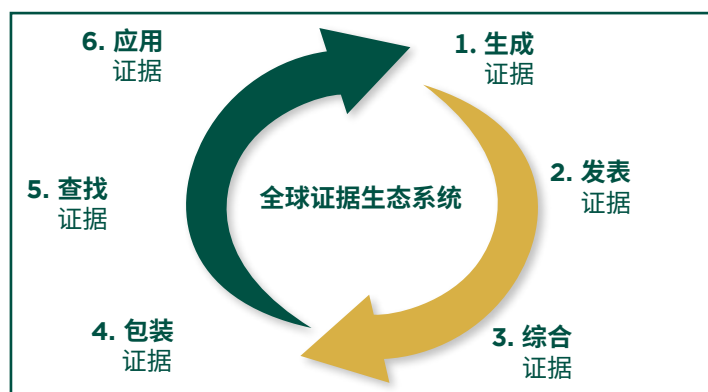 6. 应用
证据
1. 生成
证据
5. 查找
证据
全球证据生态系统
2. 发表
证据
4. 包装
证据
3. 综合
证据